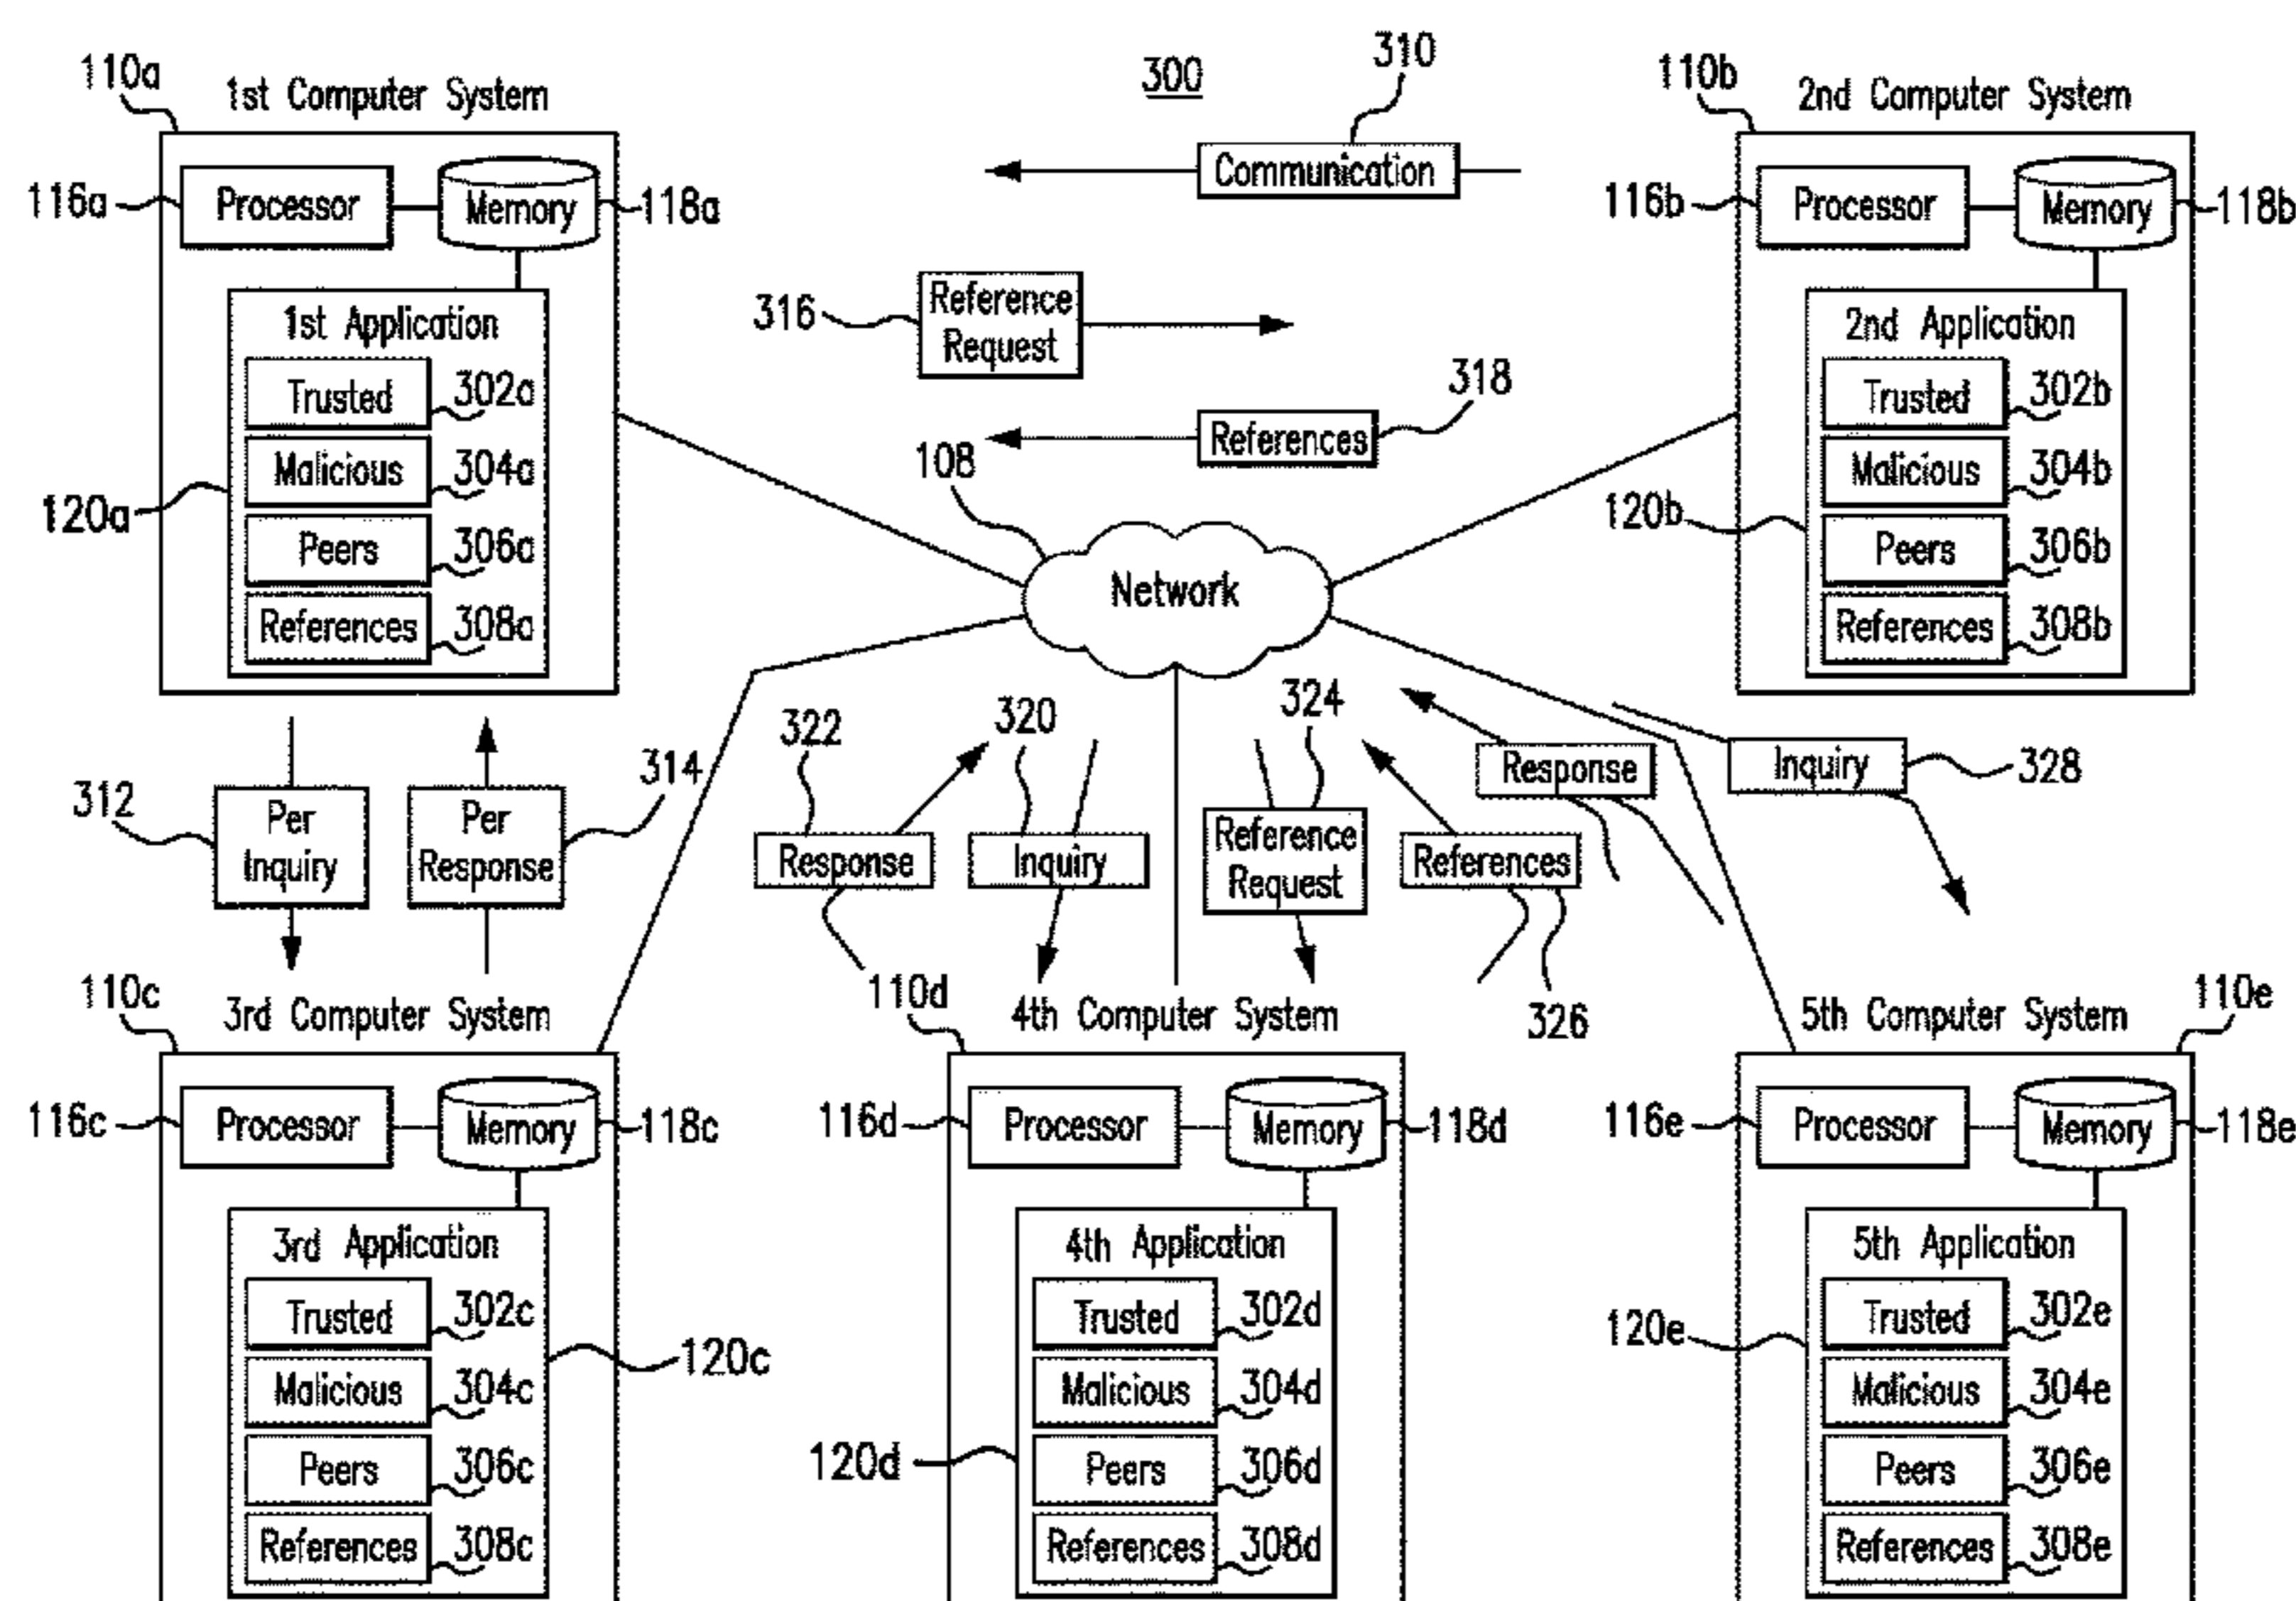 300
310
Communication
316
Reference
Request
318
References
108
Network
110a
1st Computer System
116a
Processor
Memory
118a
1st Application
Trusted
302a
Malicious
304a
120a
Peers
306a
References
308a
110b
2nd Computer System
116b
Processor
Memory
118b
2nd Application
Trusted
302b
Malicious
304b
120b
Peers
306b
References
308b
312
Per
Inquiry
Per
Response
314
322
Response
320
Inquiry
324
Reference
Request
References
326
Response
Inquiry
328
110c
3rd Computer System
116c
Processor
Memory
118c
3rd Application
Trusted
302c
120c
Malicious
304c
Peers
306c
References
308c
110d
4th Computer System
116d
Processor
Memory
118d
4th Application
Trusted
302d
Malicious
304d
120d
Peers
306d
References
308d
110e
5th Computer System
116e
Processor
Memory
118e
5th Application
Trusted
302e
120e
Malicious
304e
Peers
306e
References
308e